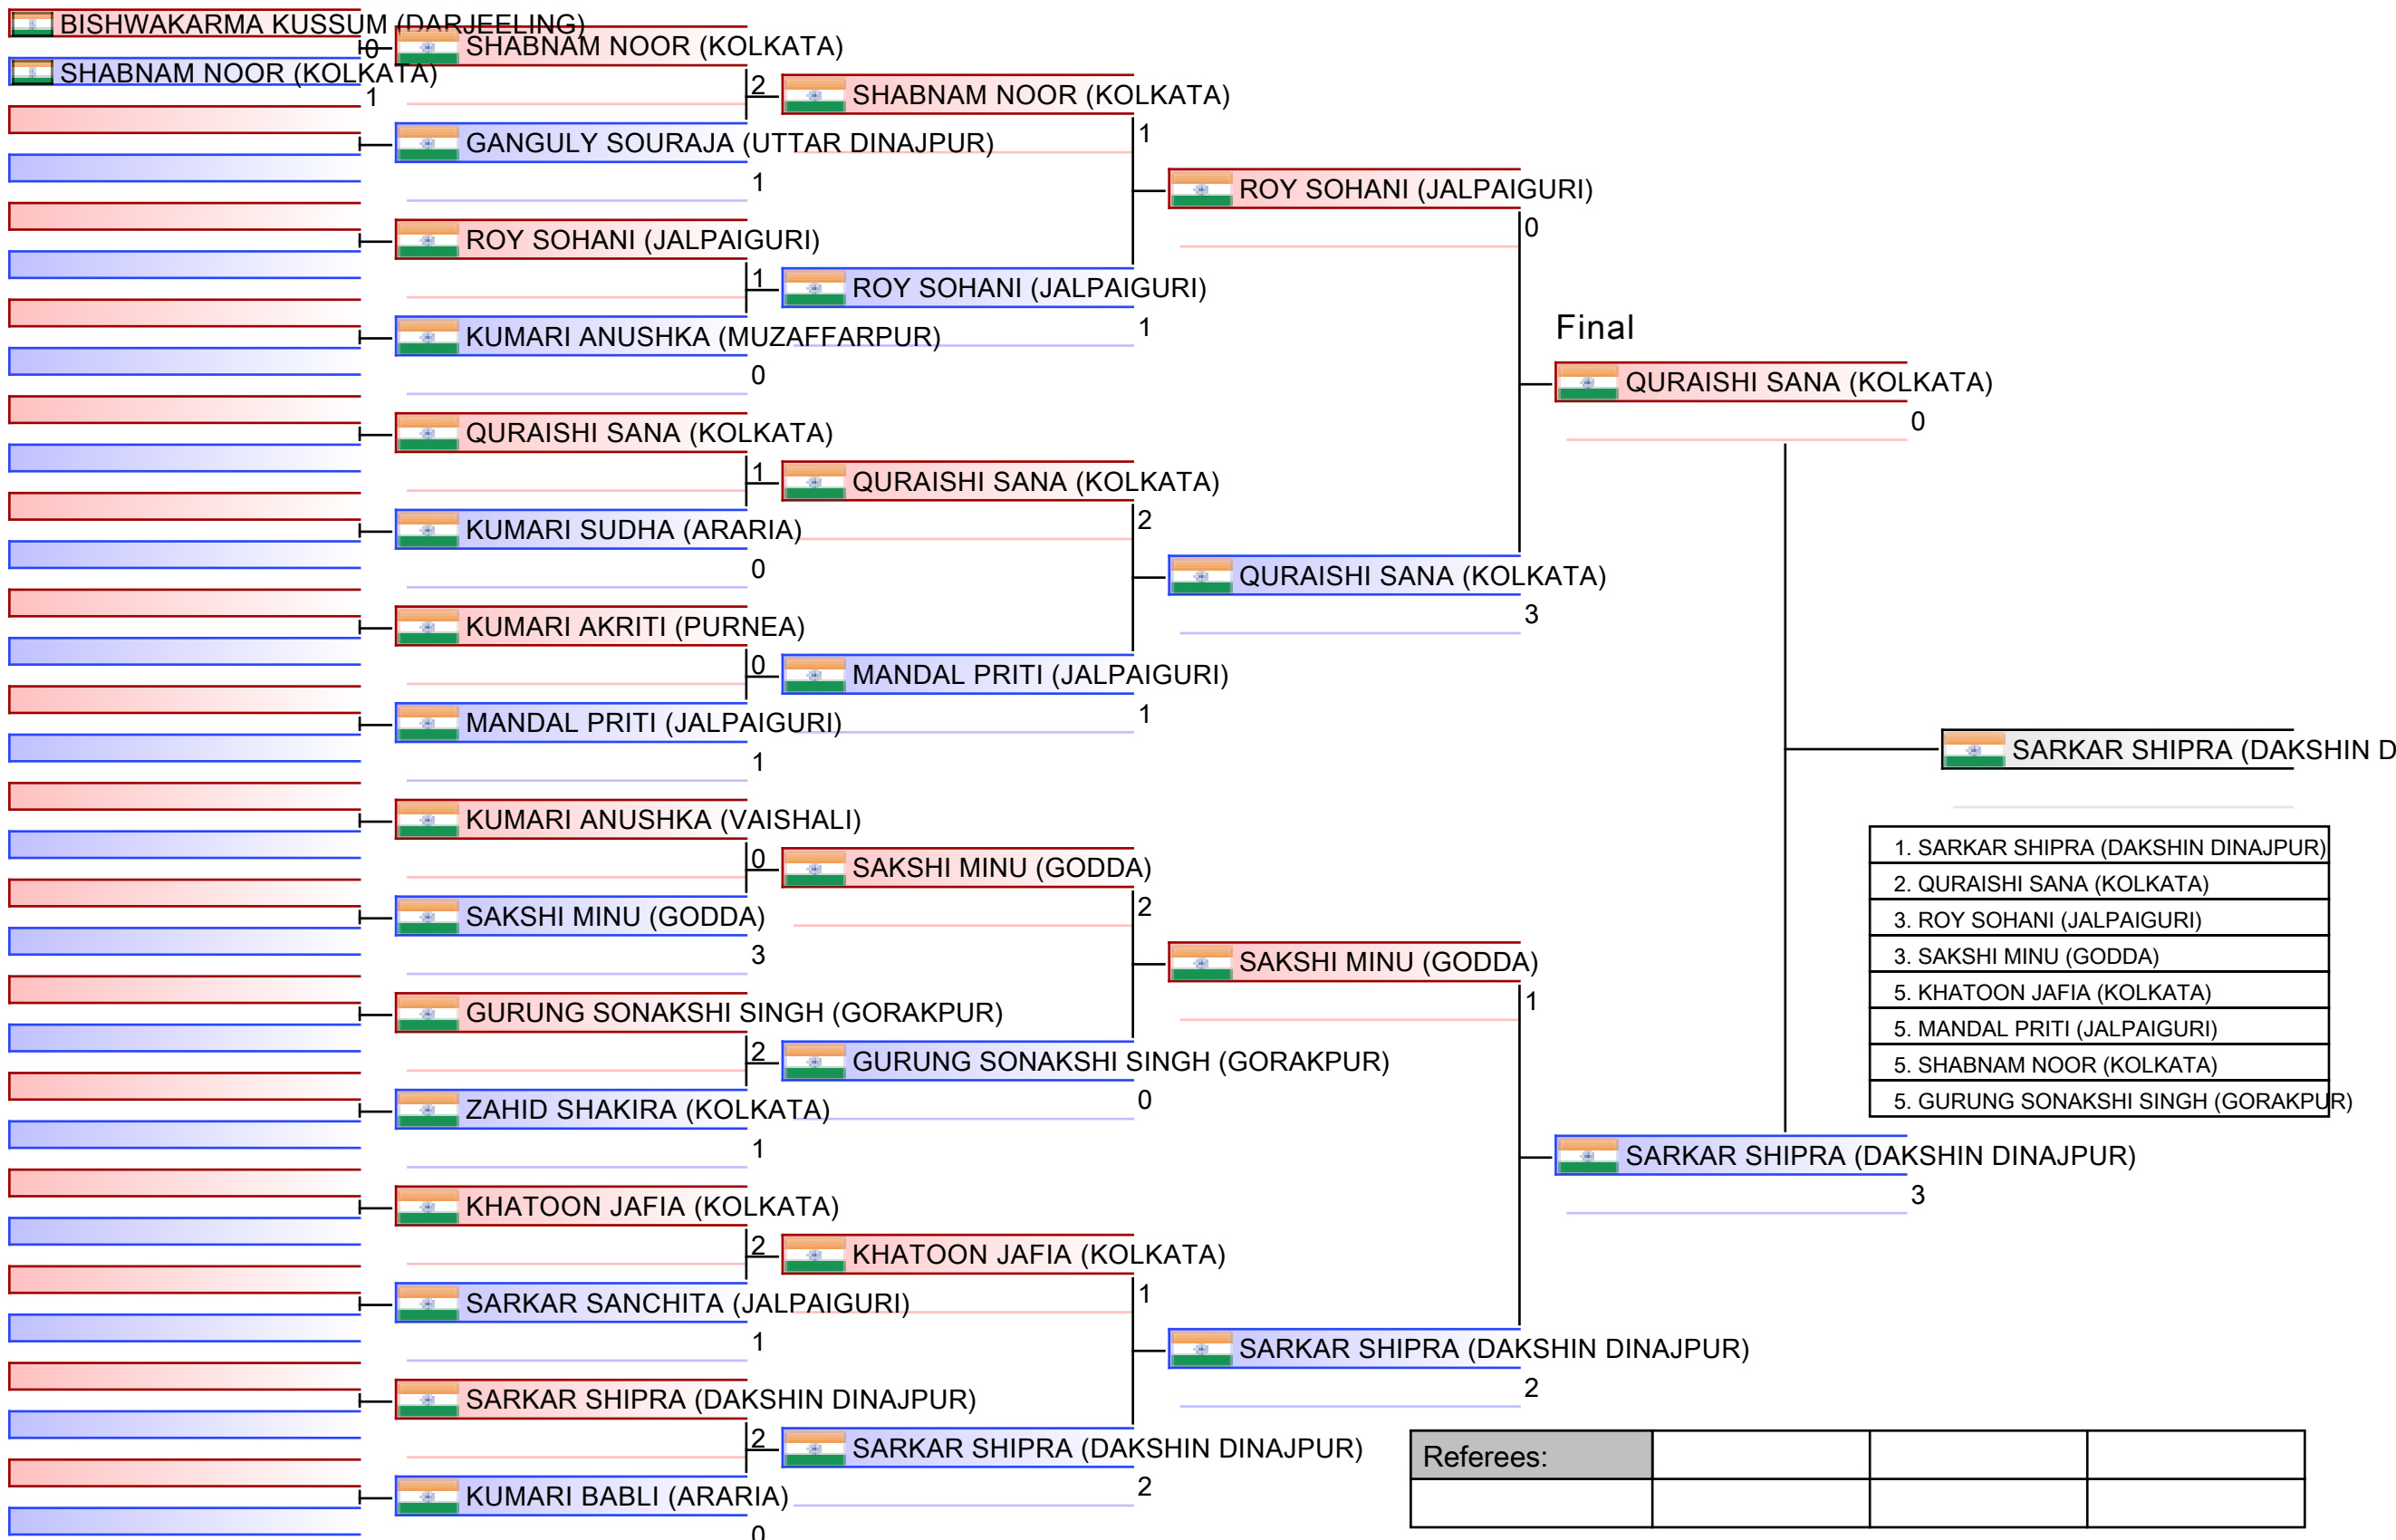 BISHWAKARMA KUSSUM (DARJEELING)
0
SHABNAM NOOR (KOLKATA)
1
SHABNAM NOOR (KOLKATA)
2
GANGULY SOURAJA (UTTAR DINAJPUR)
1
ROY SOHANI (JALPAIGURI)
1
KUMARI ANUSHKA (MUZAFFARPUR)
0
QURAISHI SANA (KOLKATA)
1
KUMARI SUDHA (ARARIA)
0
KUMARI AKRITI (PURNEA)
0
MANDAL PRITI (JALPAIGURI)
1
KUMARI ANUSHKA (VAISHALI)
0
SAKSHI MINU (GODDA)
3
GURUNG SONAKSHI SINGH (GORAKPUR)
2
ZAHID SHAKIRA (KOLKATA)
1
KHATOON JAFIA (KOLKATA)
2
SARKAR SANCHITA (JALPAIGURI)
1
SARKAR SHIPRA (DAKSHIN DINAJPUR)
2
KUMARI BABLI (ARARIA)
0
SHABNAM NOOR (KOLKATA)
1
ROY SOHANI (JALPAIGURI)
1
QURAISHI SANA (KOLKATA)
2
MANDAL PRITI (JALPAIGURI)
1
SAKSHI MINU (GODDA)
2
GURUNG SONAKSHI SINGH (GORAKPUR)
0
KHATOON JAFIA (KOLKATA)
1
SARKAR SHIPRA (DAKSHIN DINAJPUR)
2
ROY SOHANI (JALPAIGURI)
0
QURAISHI SANA (KOLKATA)
3
SAKSHI MINU (GODDA)
1
SARKAR SHIPRA (DAKSHIN DINAJPUR)
2
Final
QURAISHI SANA (KOLKATA)
0
SARKAR SHIPRA (DAKSHIN DINAJPUR)
3
SARKAR SHIPRA (DAKSHIN D
1. SARKAR SHIPRA (DAKSHIN DINAJPUR)
2. QURAISHI SANA (KOLKATA)
3. ROY SOHANI (JALPAIGURI)
3. SAKSHI MINU (GODDA)
5. KHATOON JAFIA (KOLKATA)
5. MANDAL PRITI (JALPAIGURI)
5. SHABNAM NOOR (KOLKATA)
5. GURUNG SONAKSHI SINGH (GORAKPUR)
Referees: